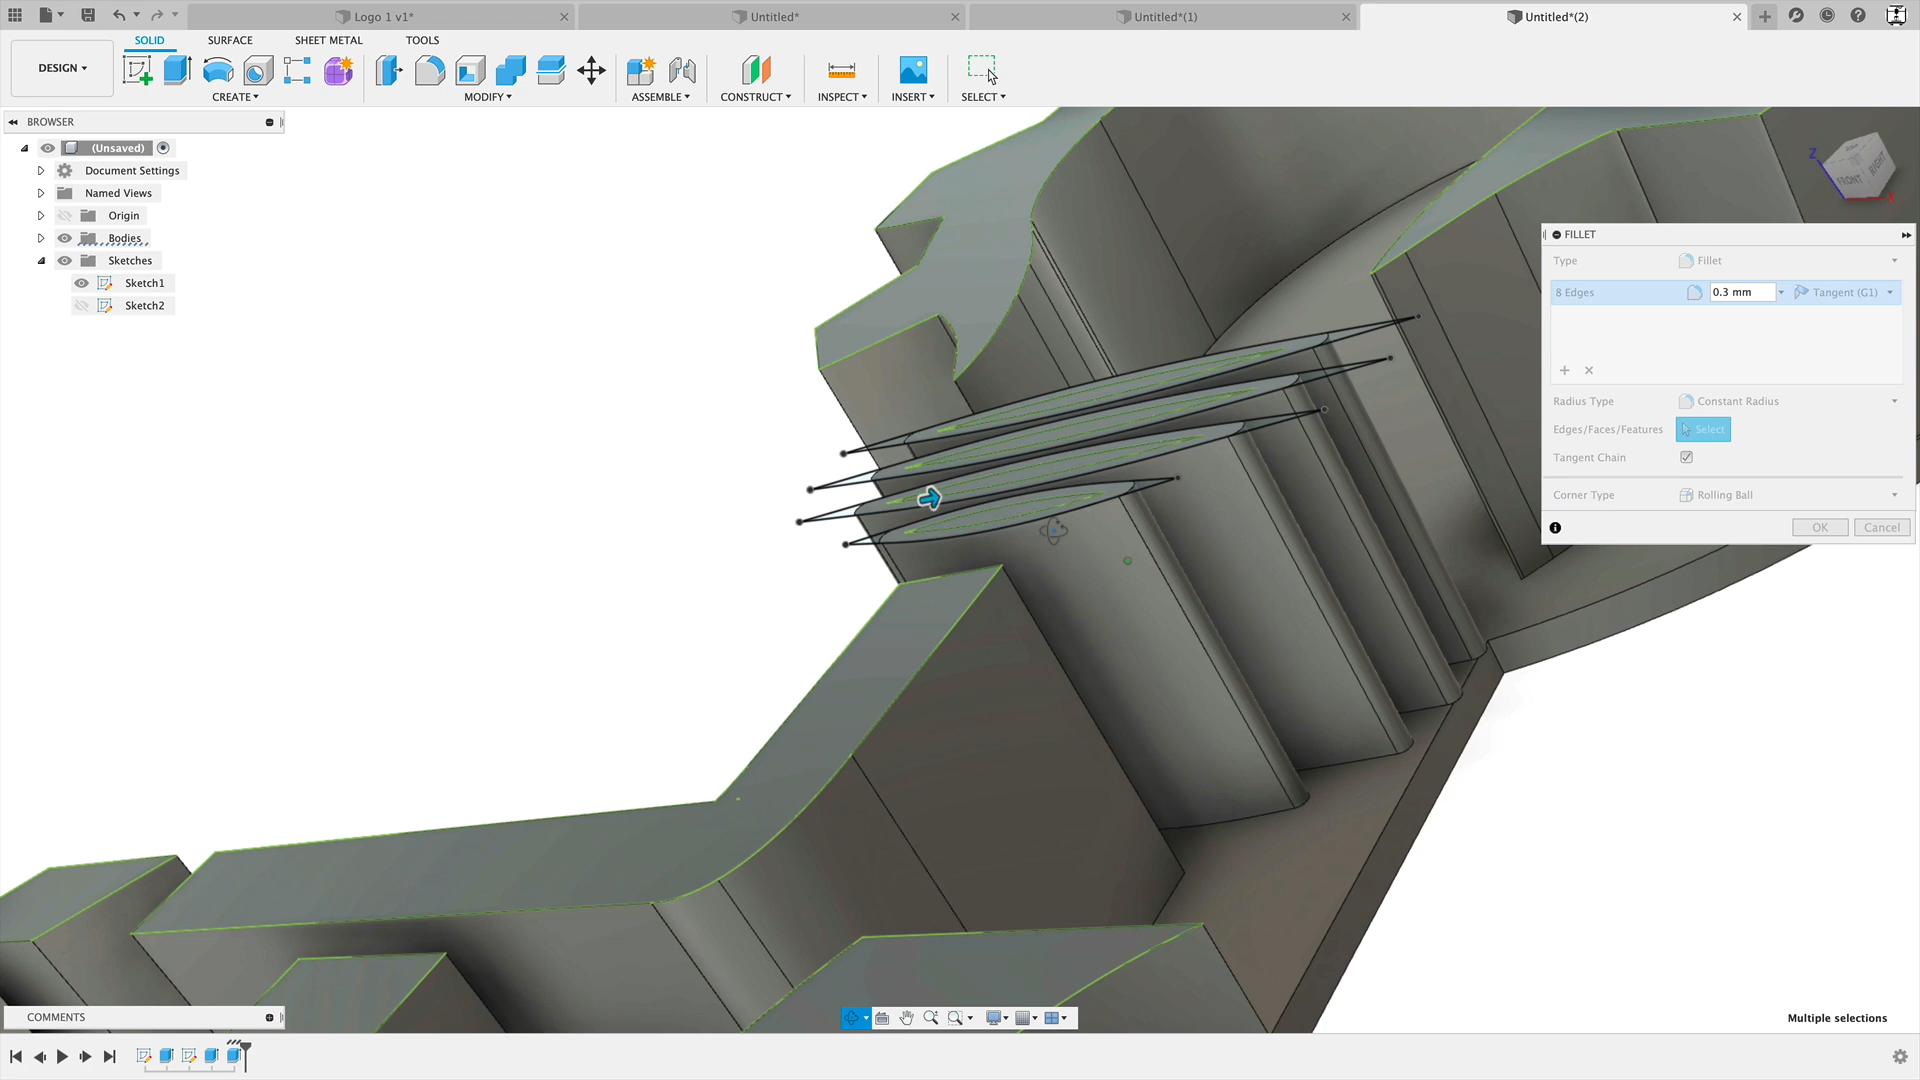 Logo 1 v1*
Untitled*
Untitled*(1)
Untitled*(2)
SOLID
SURFACE
SHEET METAL
TOOLS
DESIGN
CREATE
MODIFY
ASSEMBLE
CONSTRUCT
INSPECT
INSERT
SELECT
BROWSER
(Unsaved)
Document Settings
Named Views
Origin
Bodies
Sketches
Sketch1
Sketch2
Z
FRONT
RIGHT
X
FILLET
Type
Fillet
8 Edges
0.3 mm
Tangent (G1)
Radius Type
Constant Radius
Edges/Faces/Features
Select
Tangent Chain
Corner Type
Rolling Ball
OK
Cancel
COMMENTS
Multiple selections